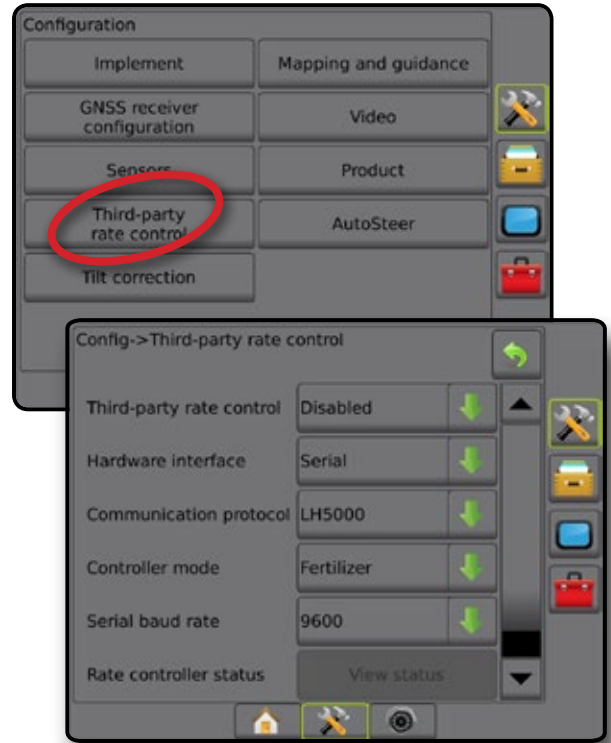 Configuration
Implement
Mapping and guidance
GNSS receiver
configuration
Video
Sensors
Product
Third-party
rate control
AutoSteer
Tilt correction
Config->Third-party rate control
Third-party rate control
Disabled
Hardware interface
Serial
Communication protocol
LH5000
Controller mode
Fertilizer
Serial baud rate
9600
Rate controller status
View status